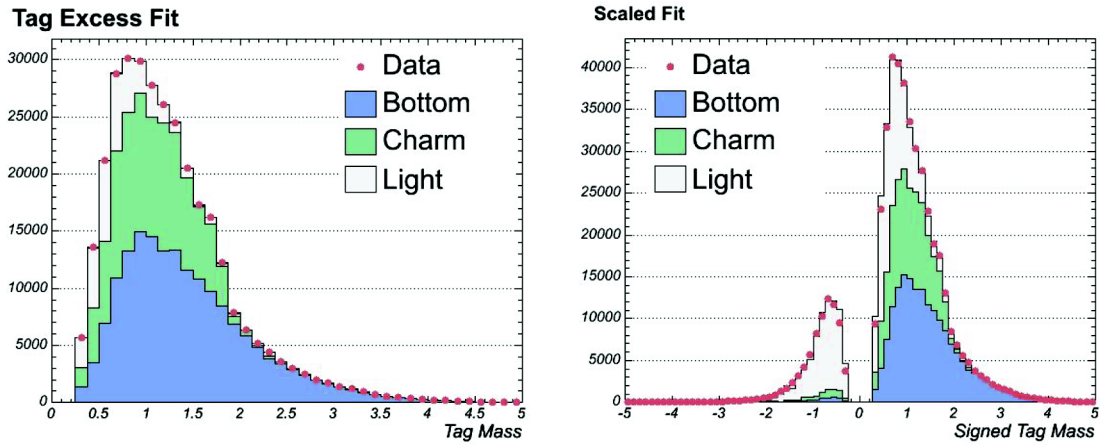 Tag Excess Fit
30000
25000
20000
15000
10000
5000
0
0 0.5 1 1.5 2 2.5 3 3.5 4 4.5 5
Tag Mass
Data
Bottom
Charm
Light
Scaled Fit
40000
35000
30000
25000
20000
15000
10000
5000
0
-5 -4 -3 -2 -1 0 1 2 3 4 5
Signed Tag Mass
Data
Bottom
Charm
Light